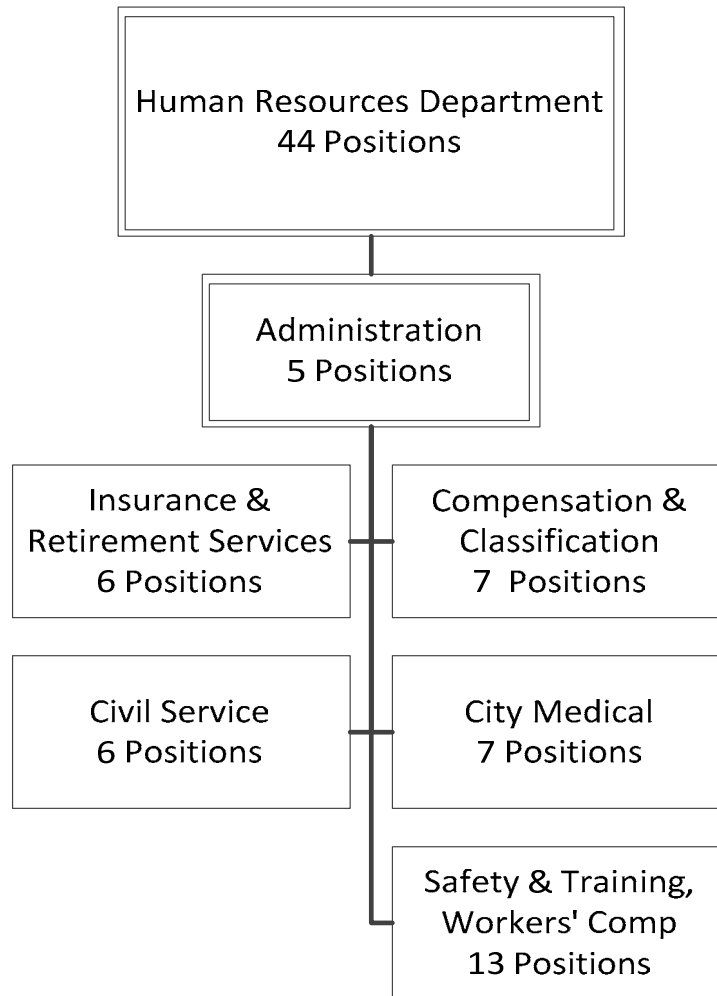 Human Resources Department
44 Positions
Administration
5 Positions
Insurance &
Retirement Services
6 Positions
Compensation &
Classification
7  Positions
Civil Service
6 Positions
City Medical
7 Positions
Safety & Training,
Workers' Comp
13 Positions